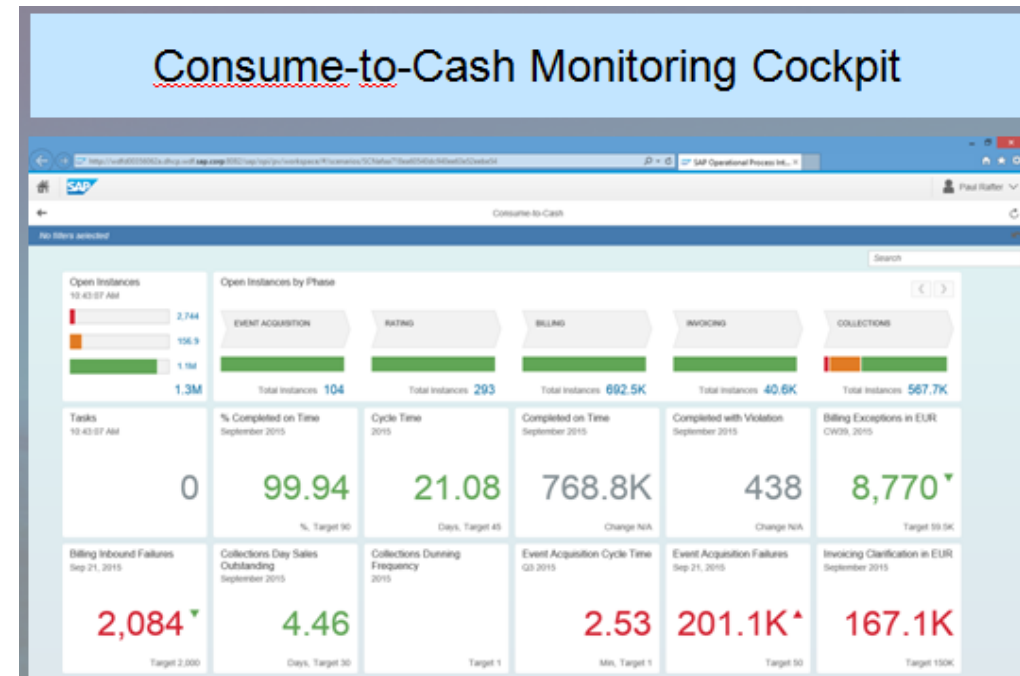 Consume-to-Cash Monitoring Cockpit
SAP Operational Process Int...
SAP
Paul Rafter
Consume-to-Cash
No filters selected
Search
Open Instances
10:43:07 AM
2,744
156.9
1.1M
1.3M
Open Instances by Phase
EVENT ACQUISITION
RATING
BILLING
INVOICING
COLLECTIONS
Total Instances 104
Total Instances 293
Total Instances 692.5K
Total Instances 40.6K
Total Instances 567.7K
Tasks
10:43:07 AM
0
% Completed on Time
September 2015
99.94
%, Target 90
Cycle Time
2015
21.08
Days, Target 45
Completed on Time
September 2015
768.8K
Change N/A
Completed with Violation
September 2015
438
Change N/A
Billing Exceptions in EUR
CW39, 2015
8,770
Target 59.5K
Billing Inbound Failures
Sep 21, 2015
2,084
Target 2,000
Collections Day Sales
Outstanding
September 2015
4.46
Days, Target 30
Collections Dunning
Frequency
2015
Target 1
Event Acquisition Cycle Time
Q3 2015
2.53
Min, Target 1
Event Acquisition Failures
Sep 21, 2015
201.1K
Target 50
Invoicing Clarification in EUR
September 2015
167.1K
Target 150K